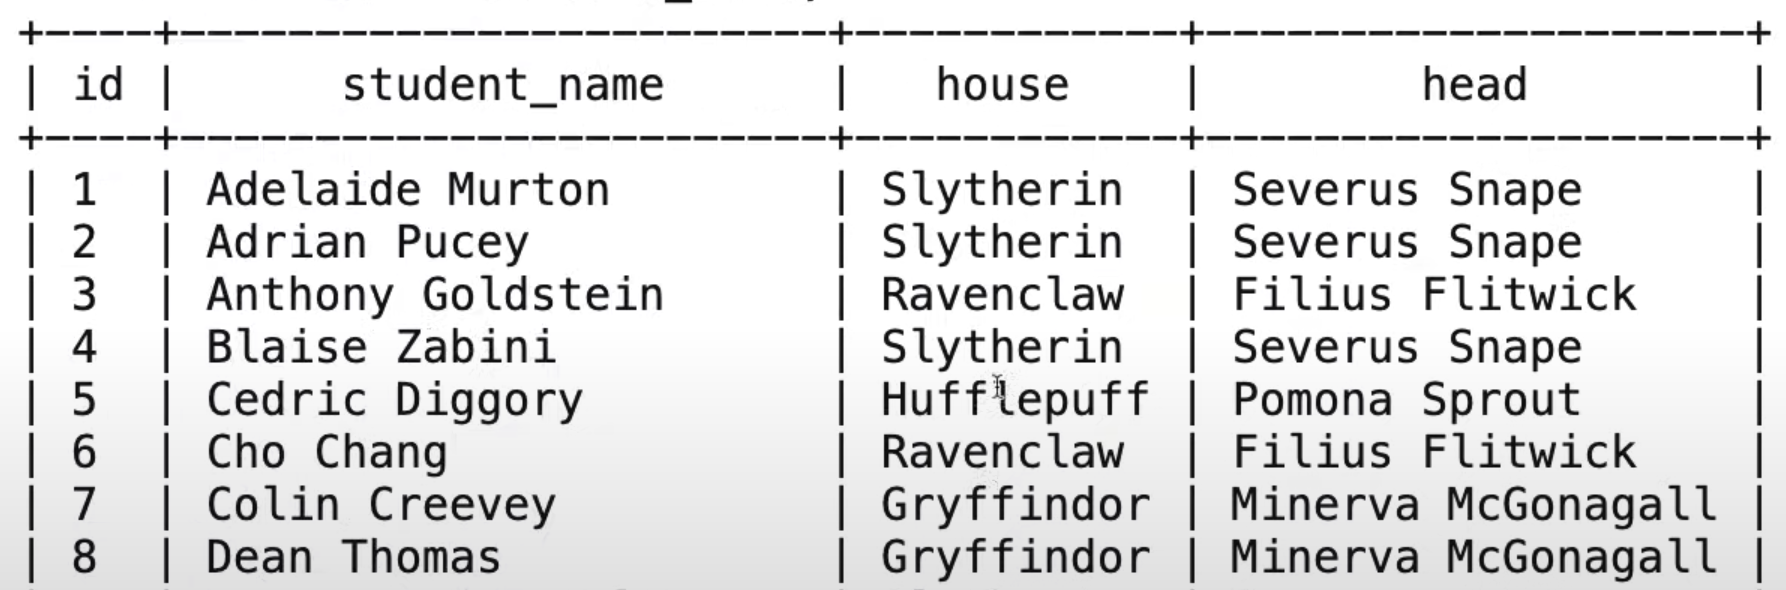 +----+------------------------+------------+--------------------+
| id |      student_name      |   house    |        head        |
+----+------------------------+------------+--------------------+
| 1  | Adelaide Murton        | Slytherin  | Severus Snape      |
| 2  | Adrian Pucey           | Slytherin  | Severus Snape      |
| 3  | Anthony Goldstein      | Ravenclaw  | Filius Flitwick    |
| 4  | Blaise Zabini          | Slytherin  | Severus Snape      |
| 5  | Cedric Diggory         | Hufflepuff | Pomona Sprout      |
| 6  | Cho Chang              | Ravenclaw  | Filius Flitwick    |
| 7  | Colin Creevey          | Gryffindor | Minerva McGonagall |
| 8  | Dean Thomas            | Gryffindor | Minerva McGonagall |